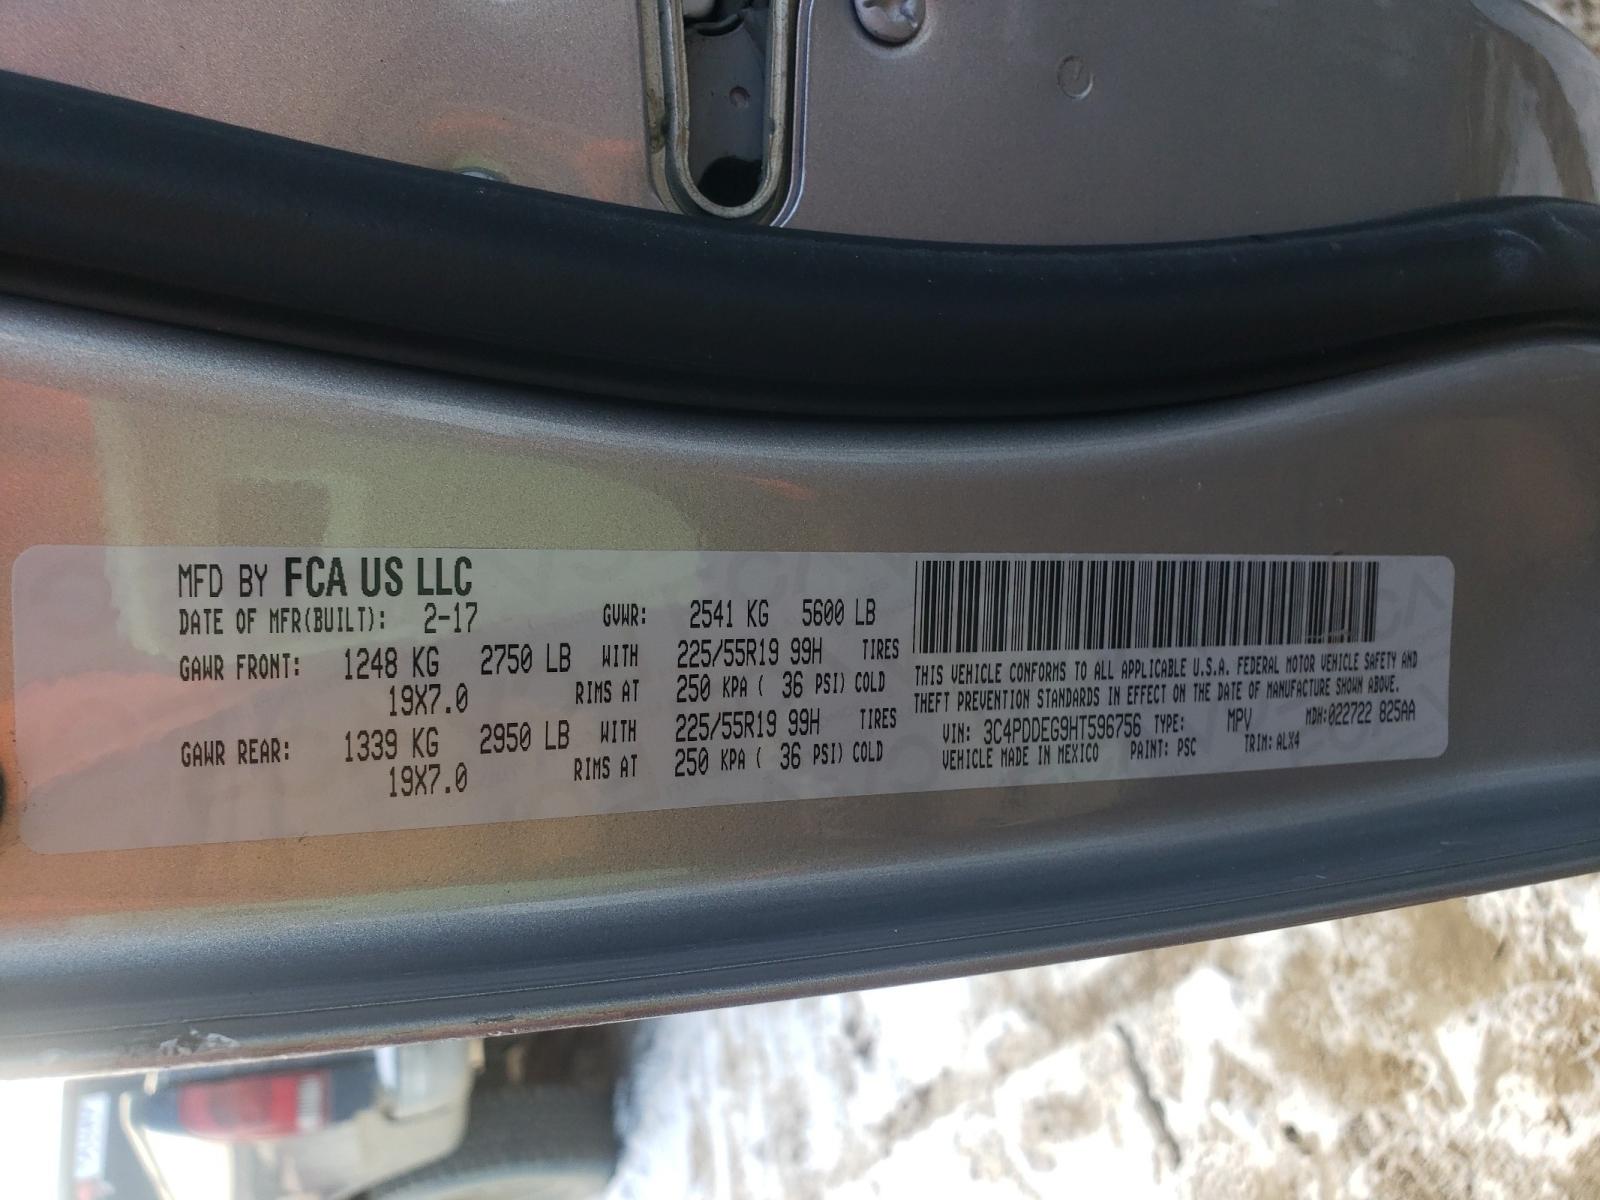 MFD BY FCA US LLC
DATE OF MFR(BUILT): 2-17 GVWR: 2541 KG 5600 LB
GAWR FRONT: 1248 KG 2750 LB WITH 225/55R19 99H TIRES
19X7.0 RIMS AT 250 KPA ( 36 PSI) COLD
GAWR REAR: 1339 KG 2950 LB WITH 225/55R19 99H TIRES
19X7.0 RIMS AT 250 KPA ( 36 PSI) COLD
THIS VEHICLE CONFORMS TO ALL APPLICABLE U.S.A. FEDERAL MOTOR VEHICLE SAFETY AND
THEFT PREVENTION STANDARDS IN EFFECT ON THE DATE OF MANUFACTURE SHOWN ABOVE.
VIN: 3C4PDDEG9HT596756 TYPE: MPV MDH:022722 825AA
VEHICLE MADE IN MEXICO PAINT: PSC TRIM: ALX4